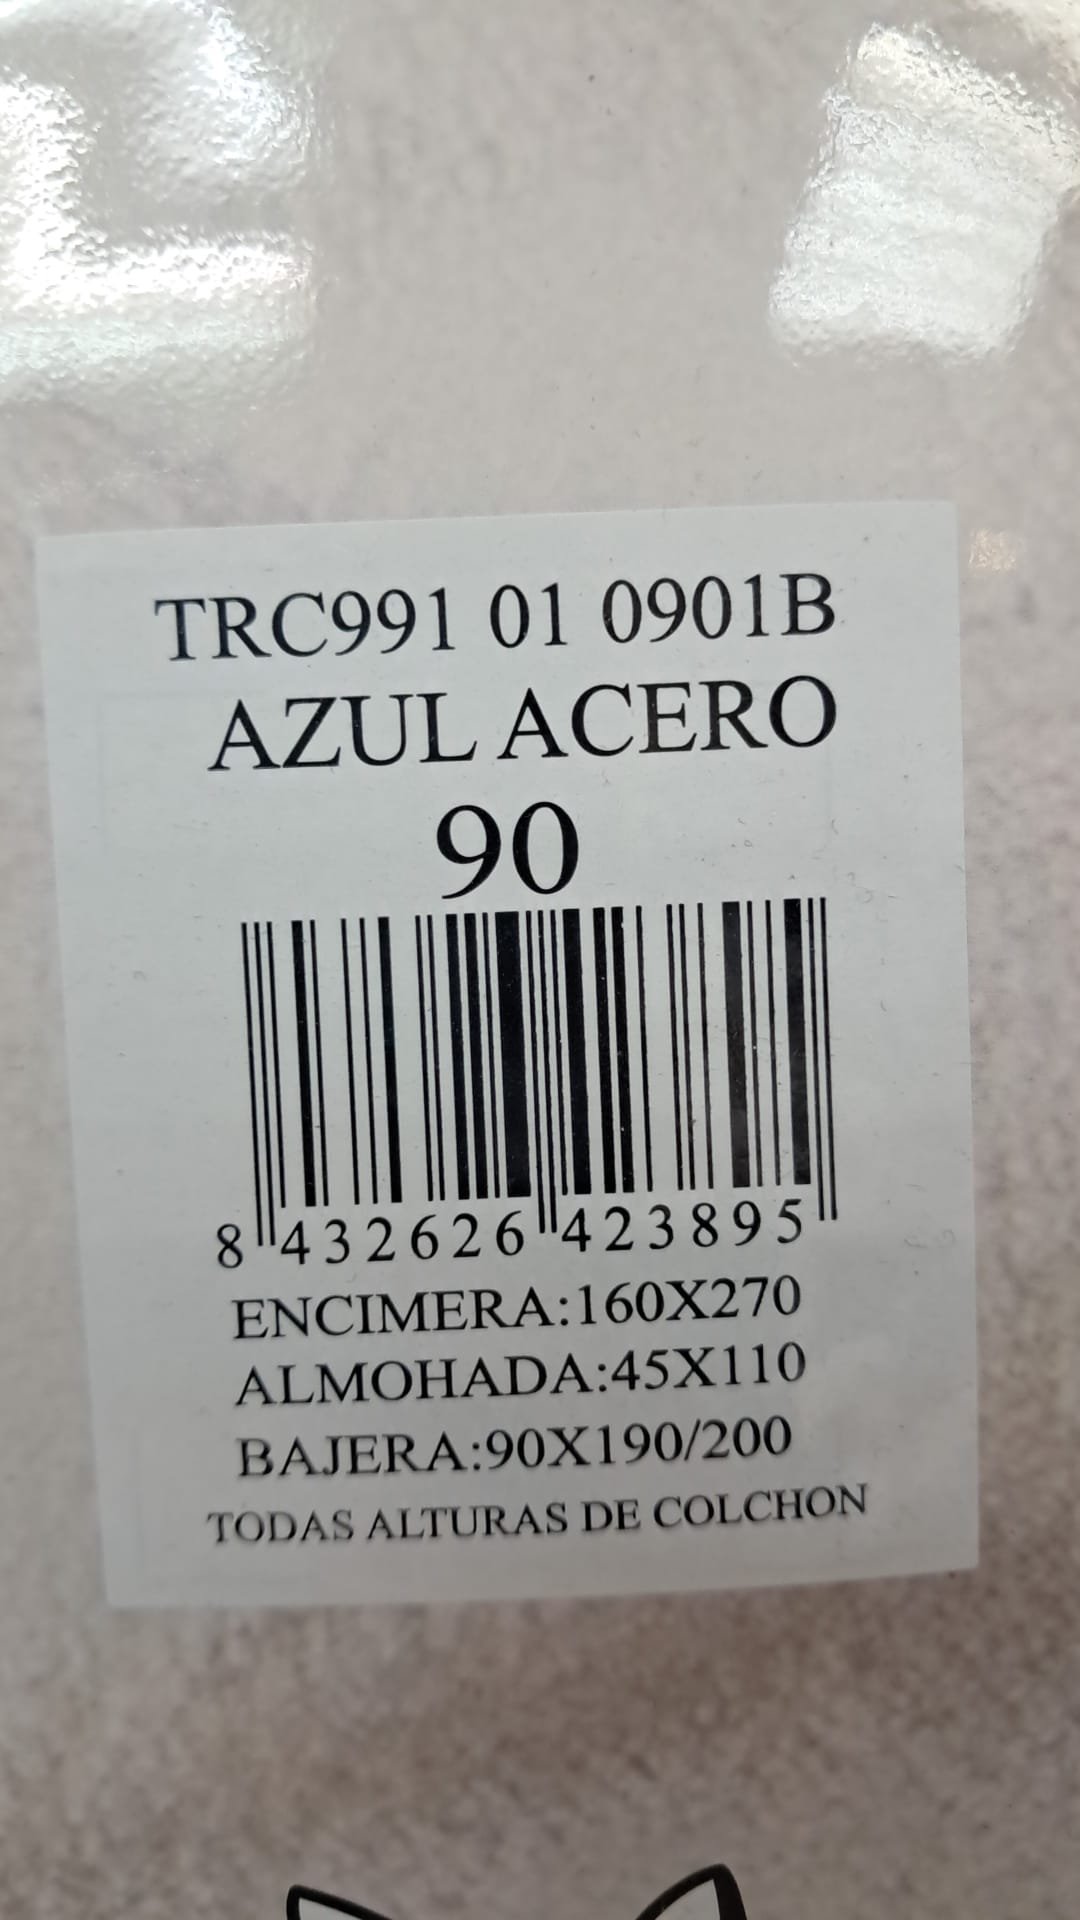 TRC991 01 0901B
AZUL ACERO
90
8 432626 423895
ENCIMERA:160X270
ALMOHADA:45X110
BAJERA:90X190/200
TODAS ALTURAS DE COLCHON